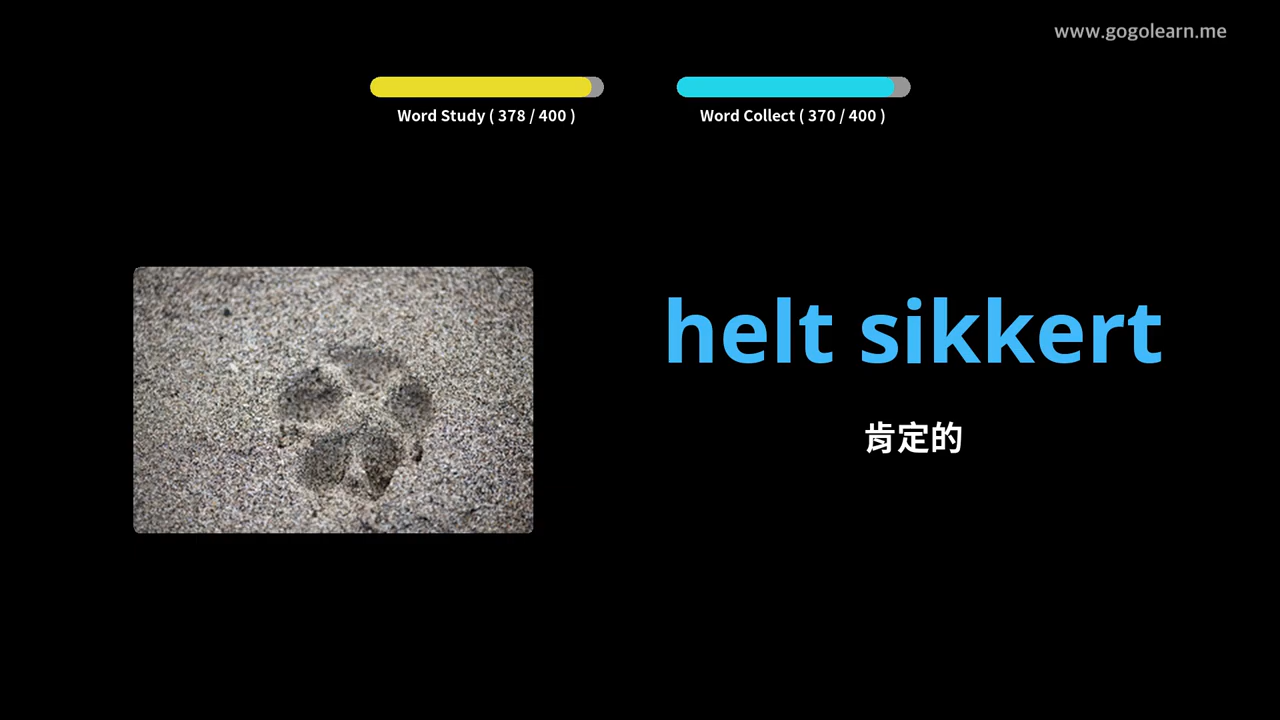 www.gogolearn.me
Word Study ( 378 / 400 )
Word Collect ( 370 / 400 )
helt sikkert
肯定的